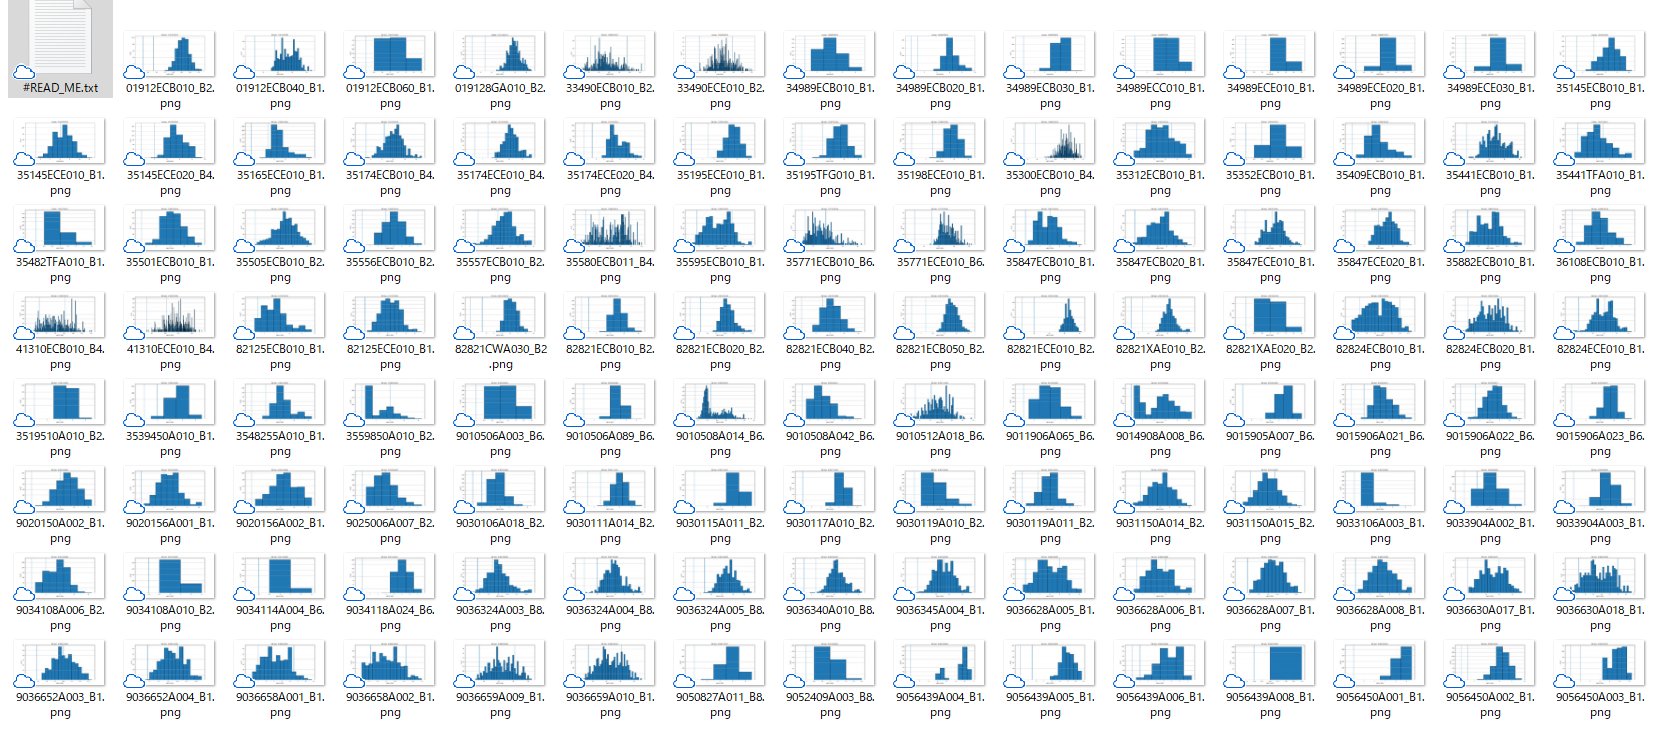 #READ_ME.txt
01912ECB010_B2.png
01912ECB040_B1.png
01912ECB060_B1.png
019128GA010_B2.png
33490ECB010_B2.png
33490ECE010_B2.png
34989ECB010_B1.png
34989ECB020_B1.png
34989ECB030_B1.png
34989ECC010_B1.png
34989ECE010_B1.png
34989ECE020_B1.png
34989ECE030_B1.png
35145ECB010_B1.png
35145ECE010_B1.png
35145ECE020_B4.png
35165ECE010_B1.png
35174ECB010_B4.png
35174ECE010_B4.png
35174ECE020_B4.png
35195ECE010_B1.png
35195TFG010_B1.png
35198ECE010_B1.png
35300ECB010_B4.png
35312ECB010_B1.png
35352ECB010_B1.png
35409ECB010_B1.png
35441ECB010_B1.png
35441TFA010_B1.png
35482TFA010_B1.png
35501ECB010_B1.png
35505ECB010_B2.png
35556ECB010_B2.png
35557ECB010_B2.png
35580ECB011_B4.png
35595ECB010_B1.png
35771ECB010_B6.png
35771ECE010_B6.png
35847ECB010_B1.png
35847ECB020_B1.png
35847ECE010_B1.png
35847ECE020_B1.png
35882ECB010_B1.png
36108ECB010_B1.png
41310ECB010_B4.png
41310ECE010_B4.png
82125ECB010_B1.png
82125ECE010_B1.png
82821CWA030_B2.png
82821ECB010_B2.png
82821ECB020_B2.png
82821ECB040_B2.png
82821ECB050_B2.png
82821ECE010_B2.png
82821XAE010_B2.png
82821XAE020_B2.png
82824ECB010_B1.png
82824ECB020_B1.png
82824ECE010_B1.png
3519510A010_B2.png
3539450A010_B1.png
3548255A010_B1.png
3559850A010_B2.png
9010506A003_B6.png
9010506A089_B6.png
9010508A014_B6.png
9010508A042_B6.png
9010512A018_B6.png
9011906A065_B6.png
9014908A008_B6.png
9015905A007_B6.png
9015906A021_B6.png
9015906A022_B6.png
9015906A023_B6.png
9020150A002_B1.png
9020156A001_B1.png
9020156A002_B1.png
9025006A007_B2.png
9030106A018_B2.png
9030111A014_B2.png
9030115A011_B2.png
9030117A010_B2.png
9030119A010_B2.png
9030119A011_B2.png
9031150A014_B2.png
9031150A015_B2.png
9033106A003_B1.png
9033904A002_B1.png
9033904A003_B1.png
9034108A006_B2.png
9034108A010_B2.png
9034114A004_B6.png
9034118A024_B6.png
9036324A003_B8.png
9036324A004_B8.png
9036324A005_B8.png
9036340A010_B8.png
9036345A004_B1.png
9036628A005_B1.png
9036628A006_B1.png
9036628A007_B1.png
9036628A008_B1.png
9036630A017_B1.png
9036630A018_B1.png
9036652A003_B1.png
9036652A004_B1.png
9036658A001_B1.png
9036658A002_B1.png
9036659A009_B1.png
9036659A010_B1.png
9050827A011_B8.png
9052409A003_B8.png
9056439A004_B1.png
9056439A005_B1.png
9056439A006_B1.png
9056439A008_B1.png
9056450A001_B1.png
9056450A002_B1.png
9056450A003_B1.png